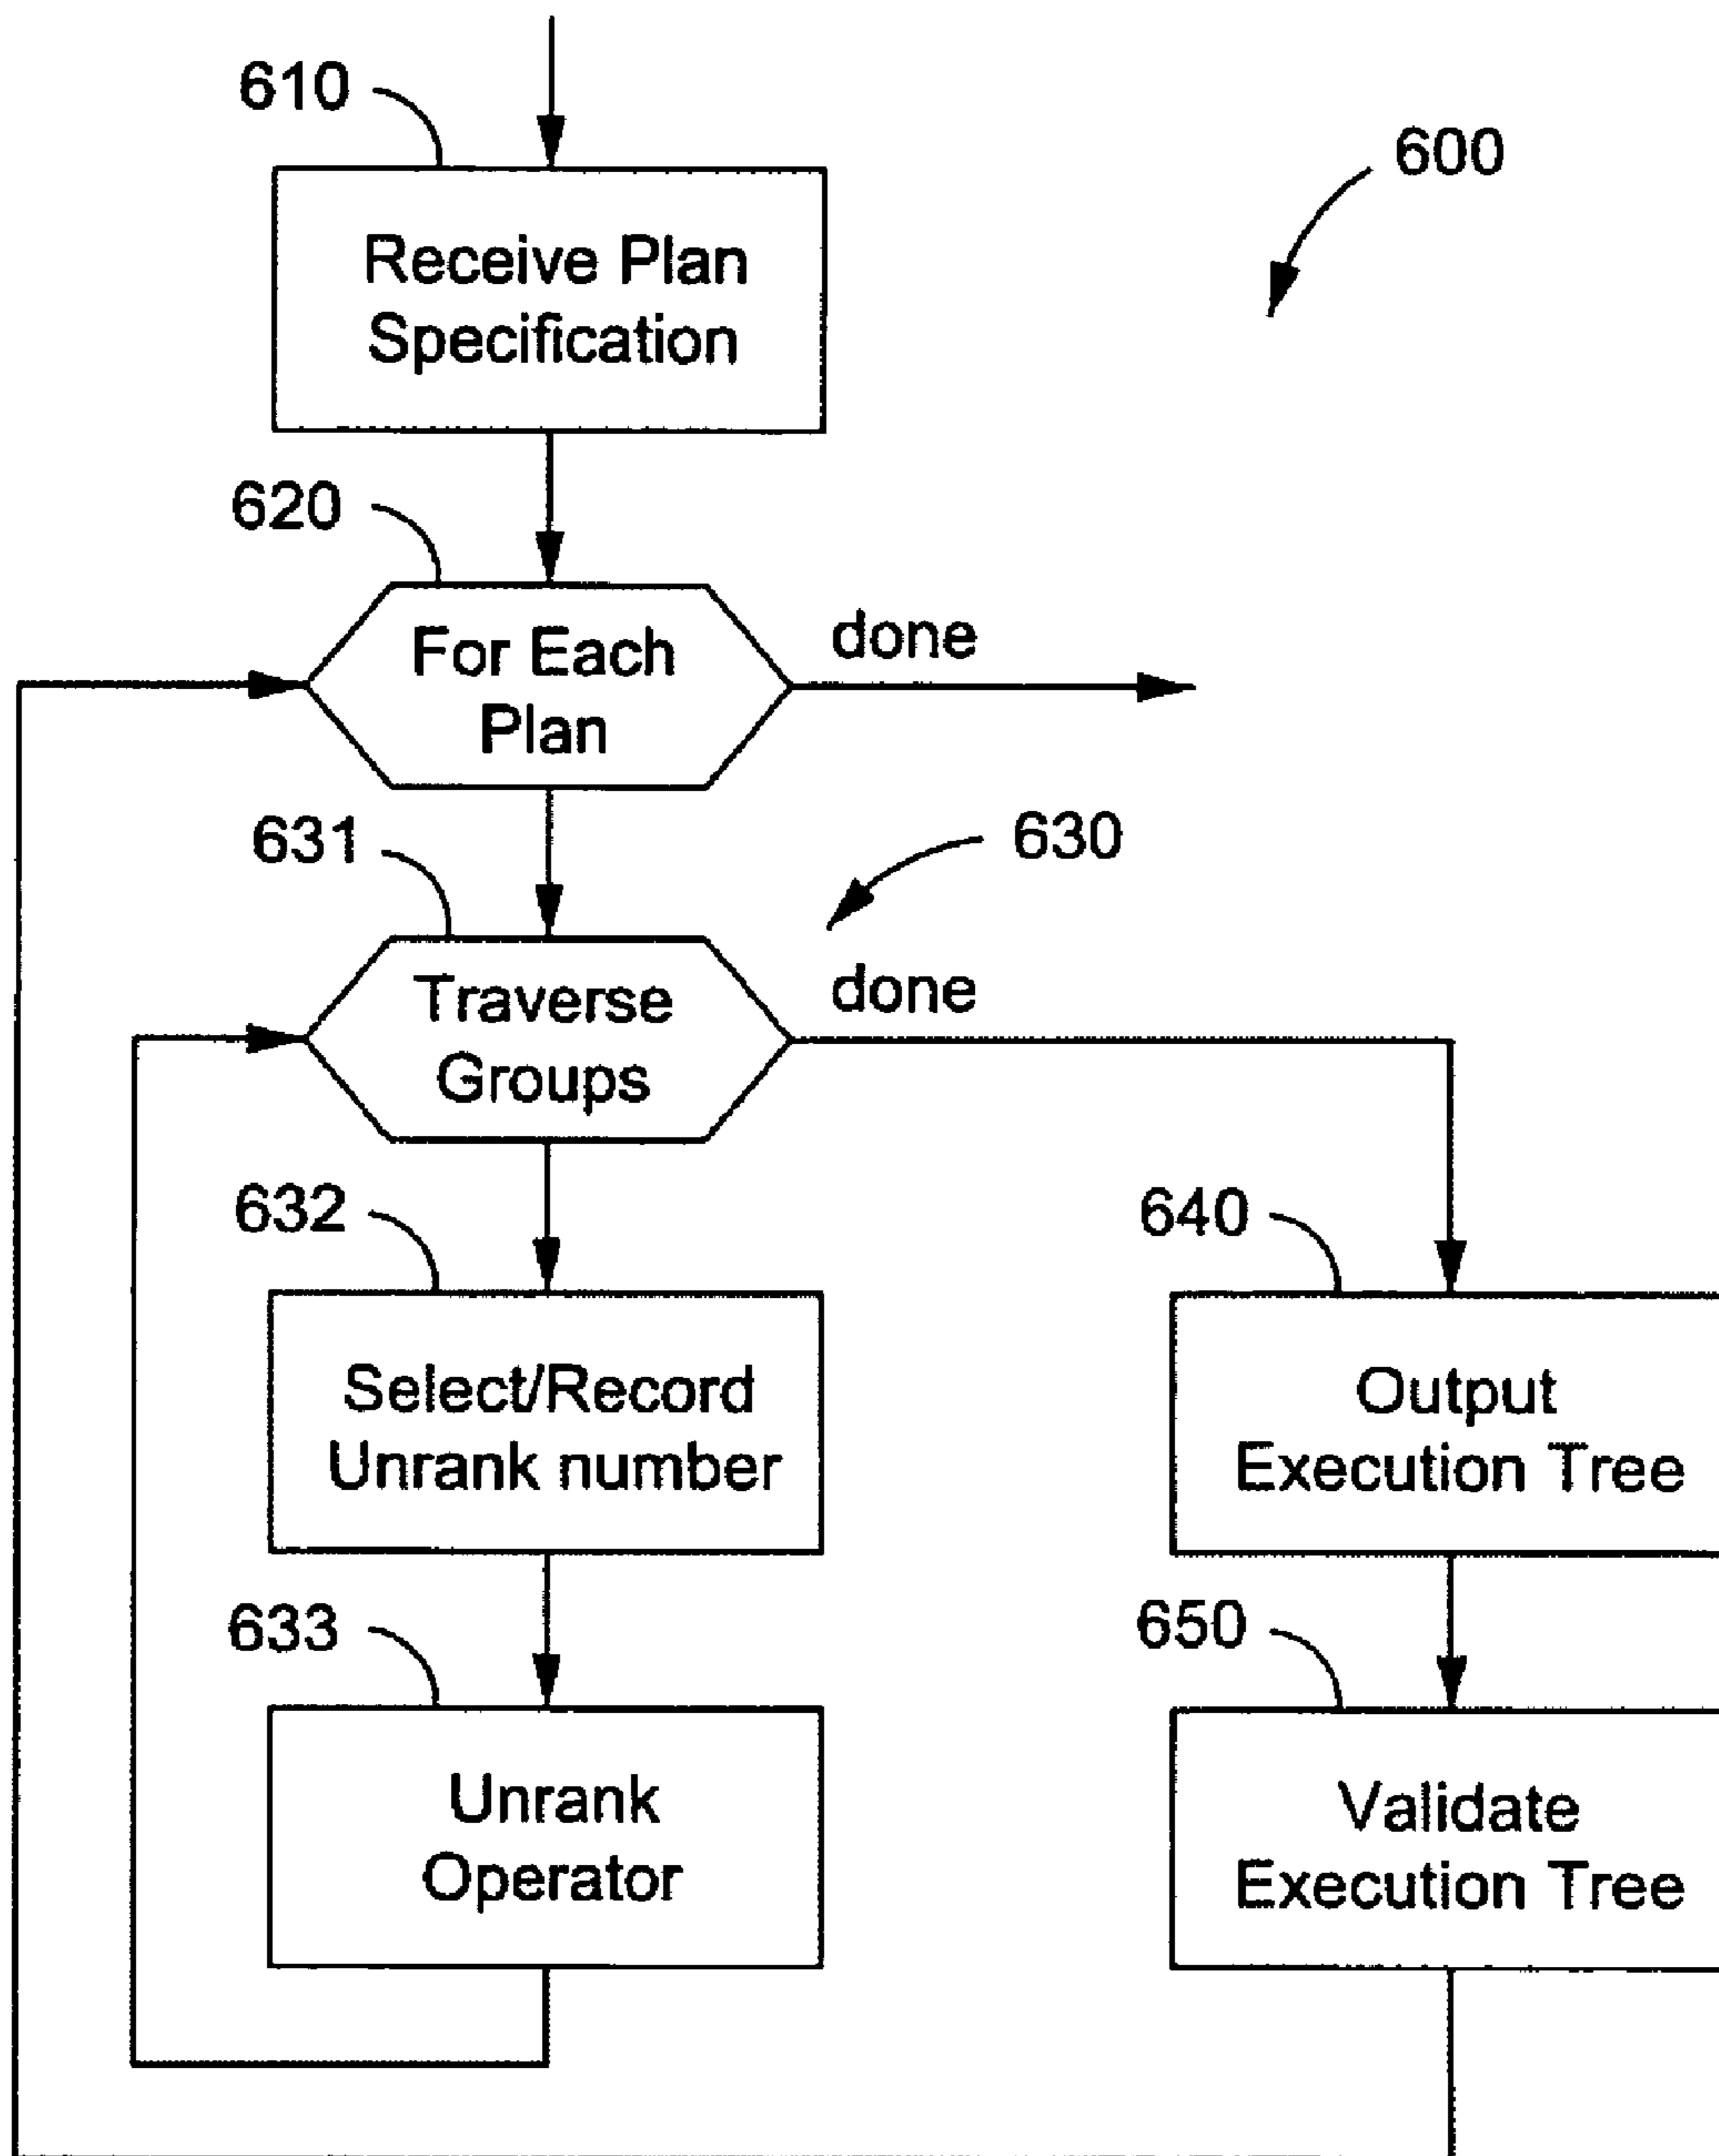 610
600
Receive Plan
Specification
620
For Each
Plan
done
631
630
Traverse
Groups
done
632
640
Select/Record
Unrank number
Output
Execution Tree
633
650
Unrank
Operator
Validate
Execution Tree